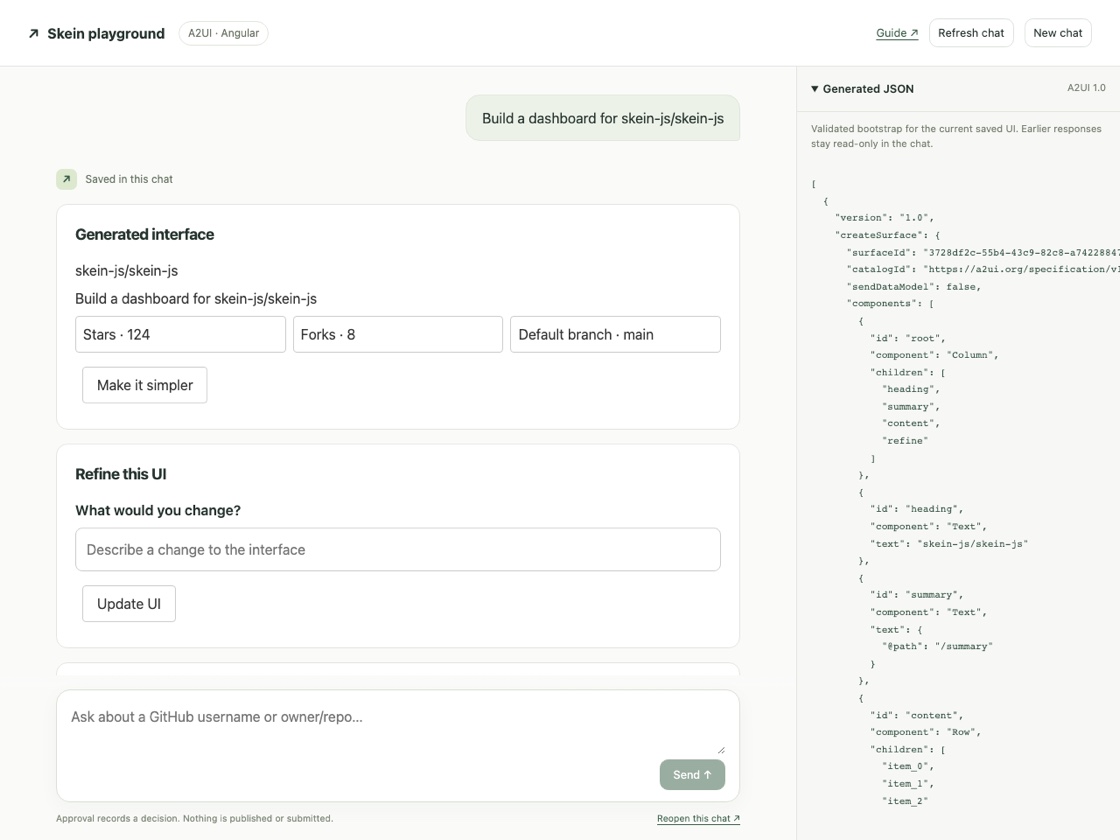 ↗ Skein playground
A2UI · Angular
Guide ↗
Refresh chat
New chat
Build a dashboard for skein-js/skein-js
↗ Saved in this chat
Generated interface
skein-js/skein-js
Build a dashboard for skein-js/skein-js
Stars · 124
Forks · 8
Default branch · main
Make it simpler
Refine this UI
What would you change?
Describe a change to the interface
Update UI
Ask about a GitHub username or owner/repo...
Send ↑
Approval records a decision. Nothing is published or submitted.
Reopen this chat ↗
▼ Generated JSON
A2UI 1.0
Validated bootstrap for the current saved UI. Earlier responses
stay read-only in the chat.
[
{
"version": "1.0",
"createSurface": {
"surfaceId": "3728df2c-55b4-43c9-82c8-a74228847
"catalogId": "https://a2ui.org/specification/v1
"sendDataModel": false,
"components": [
{
"id": "root",
"component": "Column",
"children": [
"heading",
"summary",
"content",
"refine"
]
},
{
"id": "heading",
"component": "Text",
"text": "skein-js/skein-js"
},
{
"id": "summary",
"component": "Text",
"text": {
"@path": "/summary"
}
},
{
"id": "content",
"component": "Row",
"children": [
"item_0",
"item_1",
"item_2"